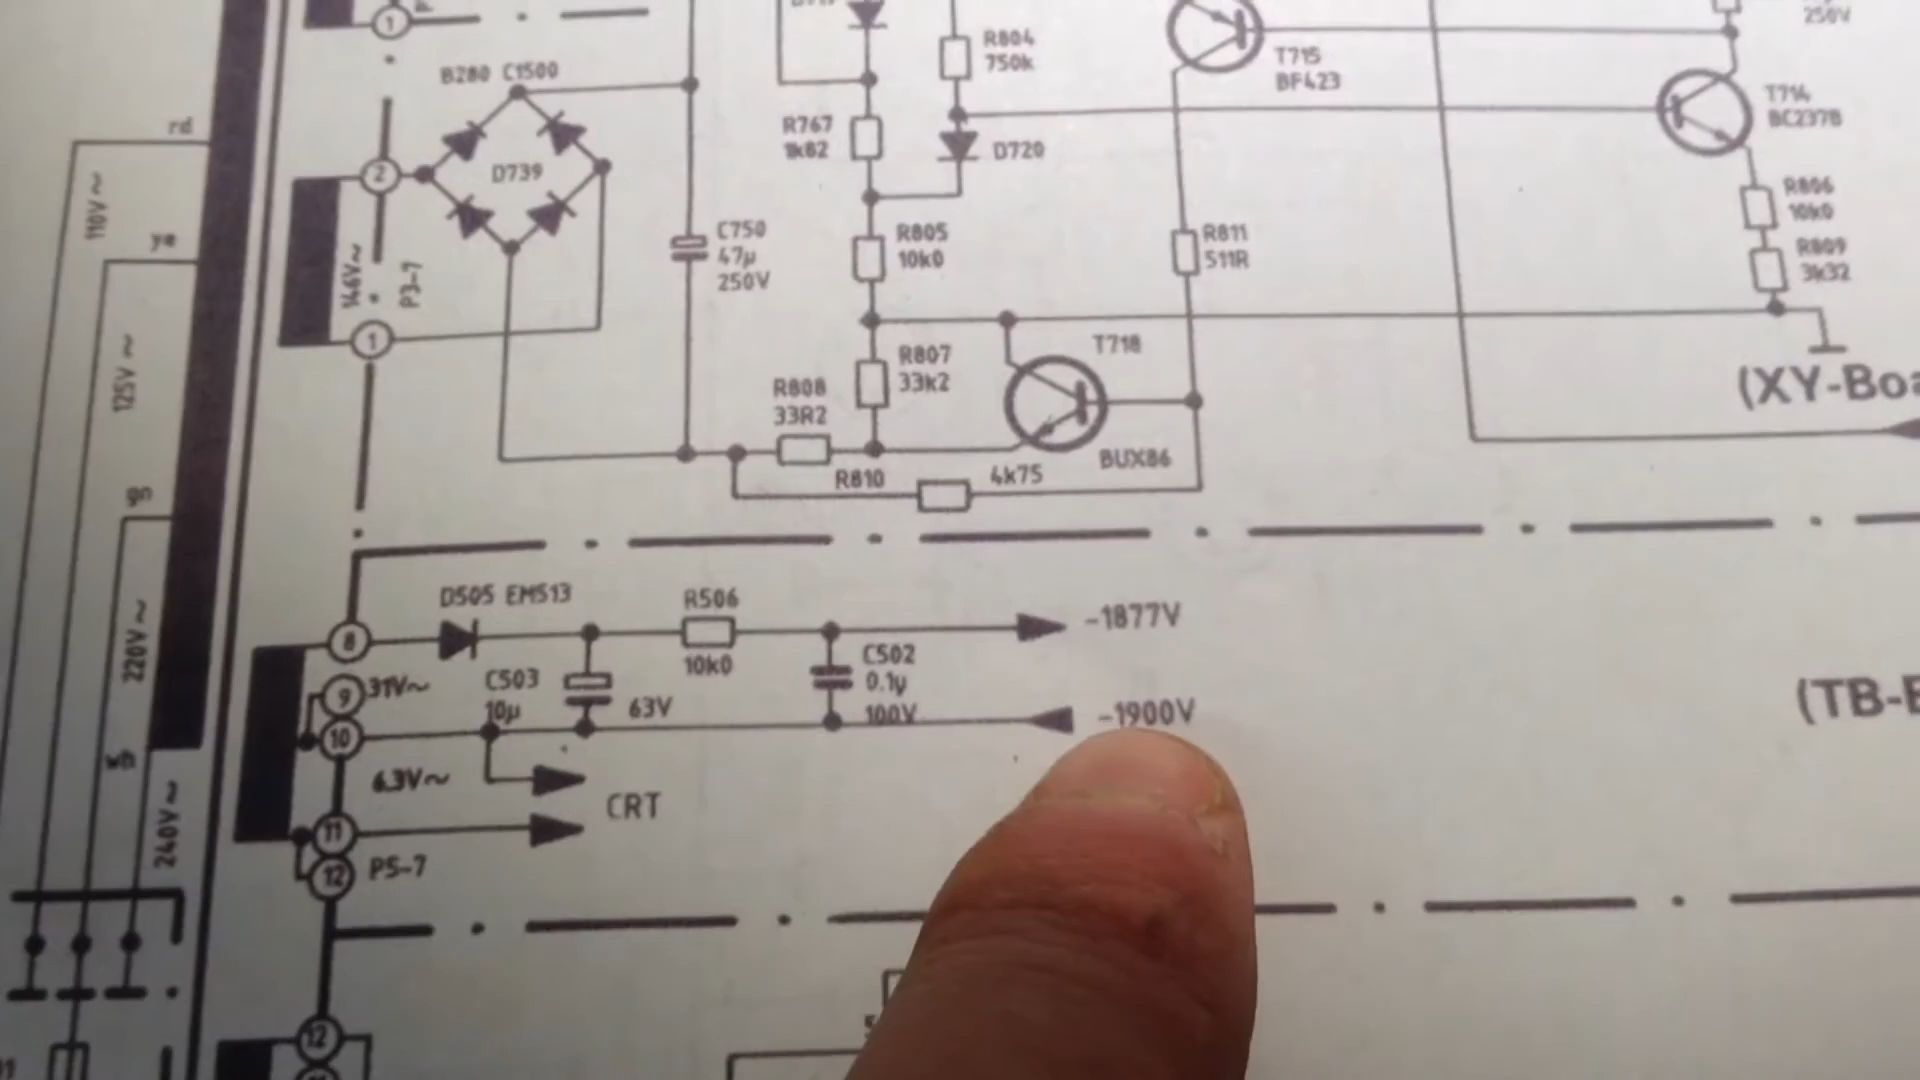 1
250V
B280 C1500
R804
750k
T715
BF423
T714
BC237B
rd
R767
1k82
D720
2
D739
110V~
ye
R806
10k0
C750
47µ
250V
R805
10k0
R811
511R
R809
3k32
146V~
P3-7
1
125V~
T718
R807
33k2
R808
33R2
(XY-Boa
BUX86
R810
4k75
gn
D505 EM513
R506
-1877V
8
220V~
10k0
C502
0.1µ
100V
C503
10µ
63V
9
31V~
(TB-B
-1900V
10
wh
6.3V~
CRT
240V~
11
12
P5-7
12